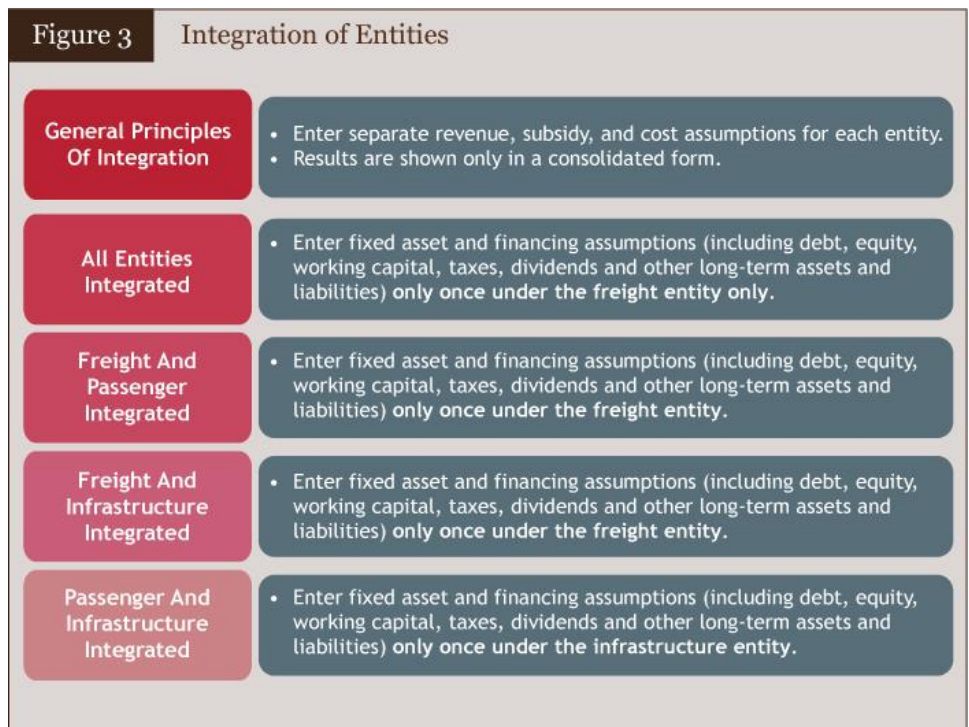 Figure 3
Integration of Entities
General Principles
Of Integration
• Enter separate revenue, subsidy, and cost assumptions for each entity.
• Results are shown only in a consolidated form.
All Entities
Integrated
• Enter fixed asset and financing assumptions (including debt, equity,
working capital, taxes, dividends and other long-term assets and
liabilities) only once under the freight entity only.
Freight And
Passenger
Integrated
• Enter fixed asset and financing assumptions (including debt, equity,
working capital, taxes, dividends and other long-term assets and
liabilities) only once under the freight entity.
Freight And
Infrastructure
Integrated
• Enter fixed asset and financing assumptions (including debt, equity,
working capital, taxes, dividends and other long-term assets and
liabilities) only once under the freight entity.
Passenger And
Infrastructure
Integrated
• Enter fixed asset and financing assumptions (including debt, equity,
working capital, taxes, dividends and other long-term assets and
liabilities) only once under the infrastructure entity.